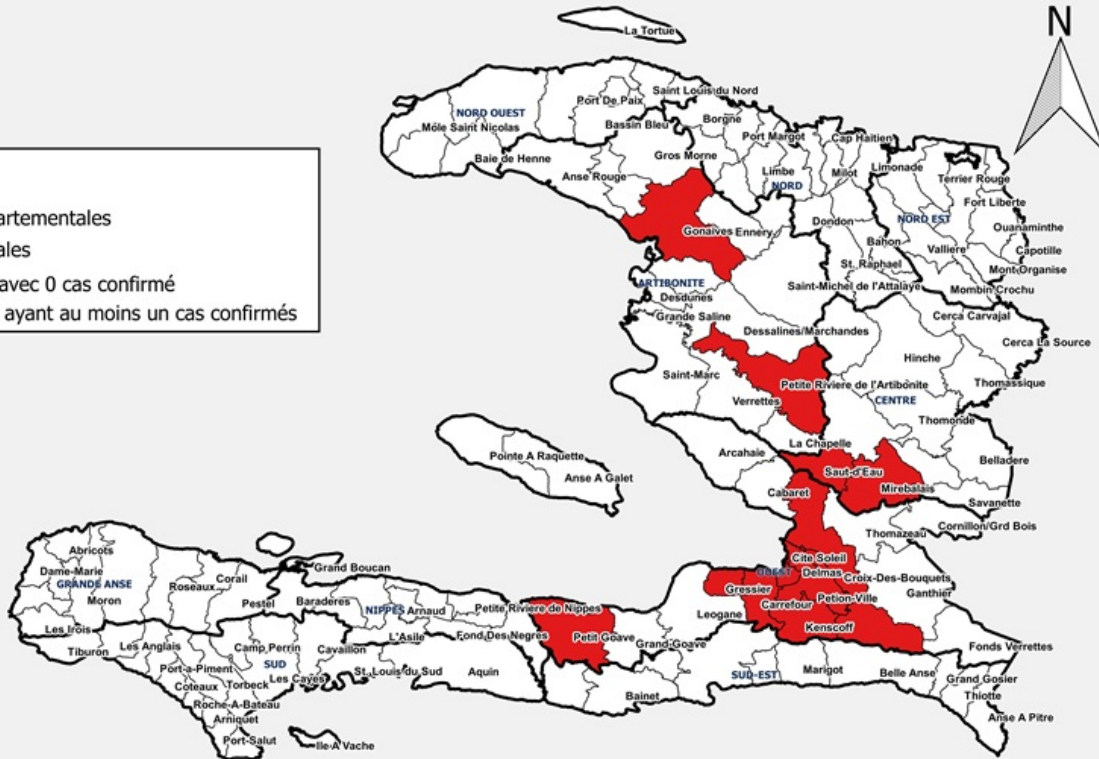 N
La Tortue
Saint Louis du Nord
Port De Paix
NORD OUEST
Môle Saint Nicolas
Bassin Bleu
Borgne
Port Margot
Cap Haitien
Baie de Henne
Gros Morne
Anse Rouge
Limbe
NORD
Milot
Limonade
Terrier Rouge
Fort Liberte
NORD EST
Ouanaminthe
Dondon
Gonaives
Ennery
Bahon
Valliere
Capotille
St. Raphael
Mont Organise
artementales
ales
avec 0 cas confirmé
ayant au moins un cas confirmés
ARTIBONITE
Desdunes
Saint-Michel de l'Attalaye
Mombin Crochu
Grande Saline
Cerca Carvajal
Dessalines/Marchandes
Cerca La Source
Hinche
Saint-Marc
Petite Riviere de l'Artibonite
Thomassique
Verrettes
CENTRE
Thomonde
La Chapelle
Arcahaie
Pointe A Raquette
Belladere
Saut-d'Eau
Anse A Galet
Mirebalais
Cabaret
Savanette
Cornillon/Grd Bois
Thomazeau
Abricots
Cite Soleil
Grand Boucan
Dame-Marie
OUEST
Delmas
Croix-Des-Bouquets
GRANDE ANSE
Corail
Roseaux
Gressier
Ganthier
Moron
Pestel
Baraderes
Petion-Ville
Carrefour
NIPPES
Arnaud
Petite Riviere de Nippes
Leogane
Kenscoff
Les Irois
L'Asile
Fond Des Negres
Petit Goave
Grand-Goave
Fonds Verrettes
Tiburon
Les Anglais
Camp Perrin
Cavaillon
SUD
Port-a-Piment
St. Louis du Sud
Aquin
SUD-EST
Marigot
Belle Anse
Grand Gosier
Les Cayes
Coteaux
Torbeck
Bainet
Thiotte
Roche-A-Bateau
Arniquet
Anse A Pitre
Port-Salut
Ile A Vache